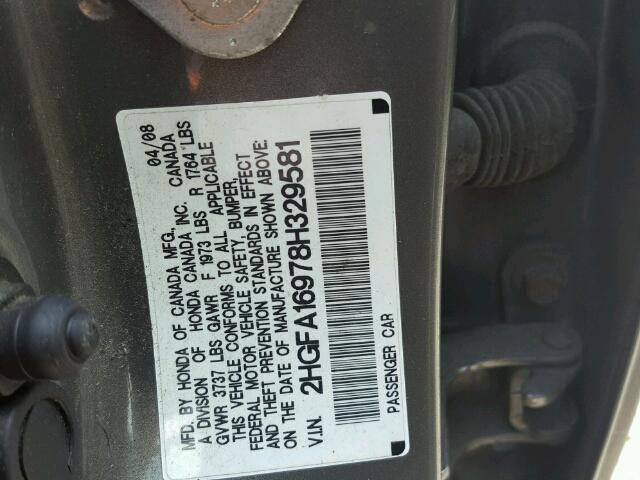 MFD. BY HONDA OF CANADA MFG., 04/08
A DIVISION OF HONDA CANADA INC. CANADA
GVWR 3737 LBS GAWR F 1973 LBS R 1764 LBS
THIS VEHICLE CONFORMS TO ALL APPLICABLE
FEDERAL MOTOR VEHICLE SAFETY, BUMPER,
AND THEFT PREVENTION STANDARDS IN EFFECT
ON THE DATE OF MANUFACTURE SHOWN ABOVE:
V.I.N. 2HGFA16978H329581
PASSENGER CAR